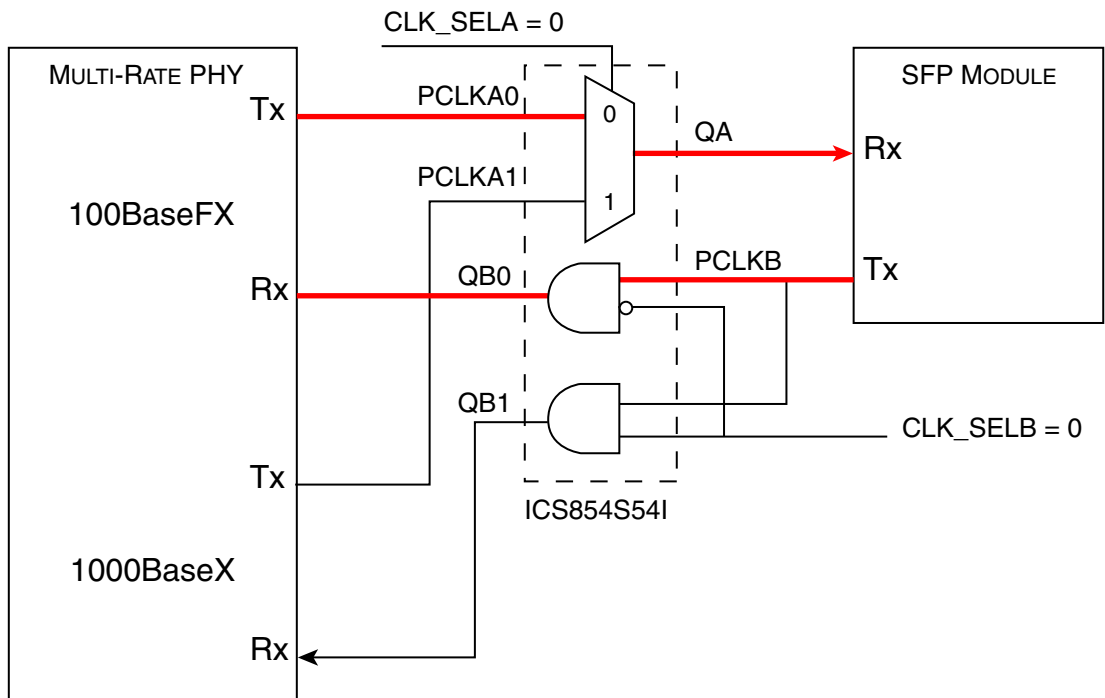 CLK_SELA = 0
MULTI-RATE PHY
SFP MODULE
Tx
PCLKA0
0
QA
Rx
PCLKA1
1
100BaseFX
PCLKB
Tx
QB0
Rx
QB1
CLK_SELB = 0
Tx
ICS854S54I
1000BaseX
Rx